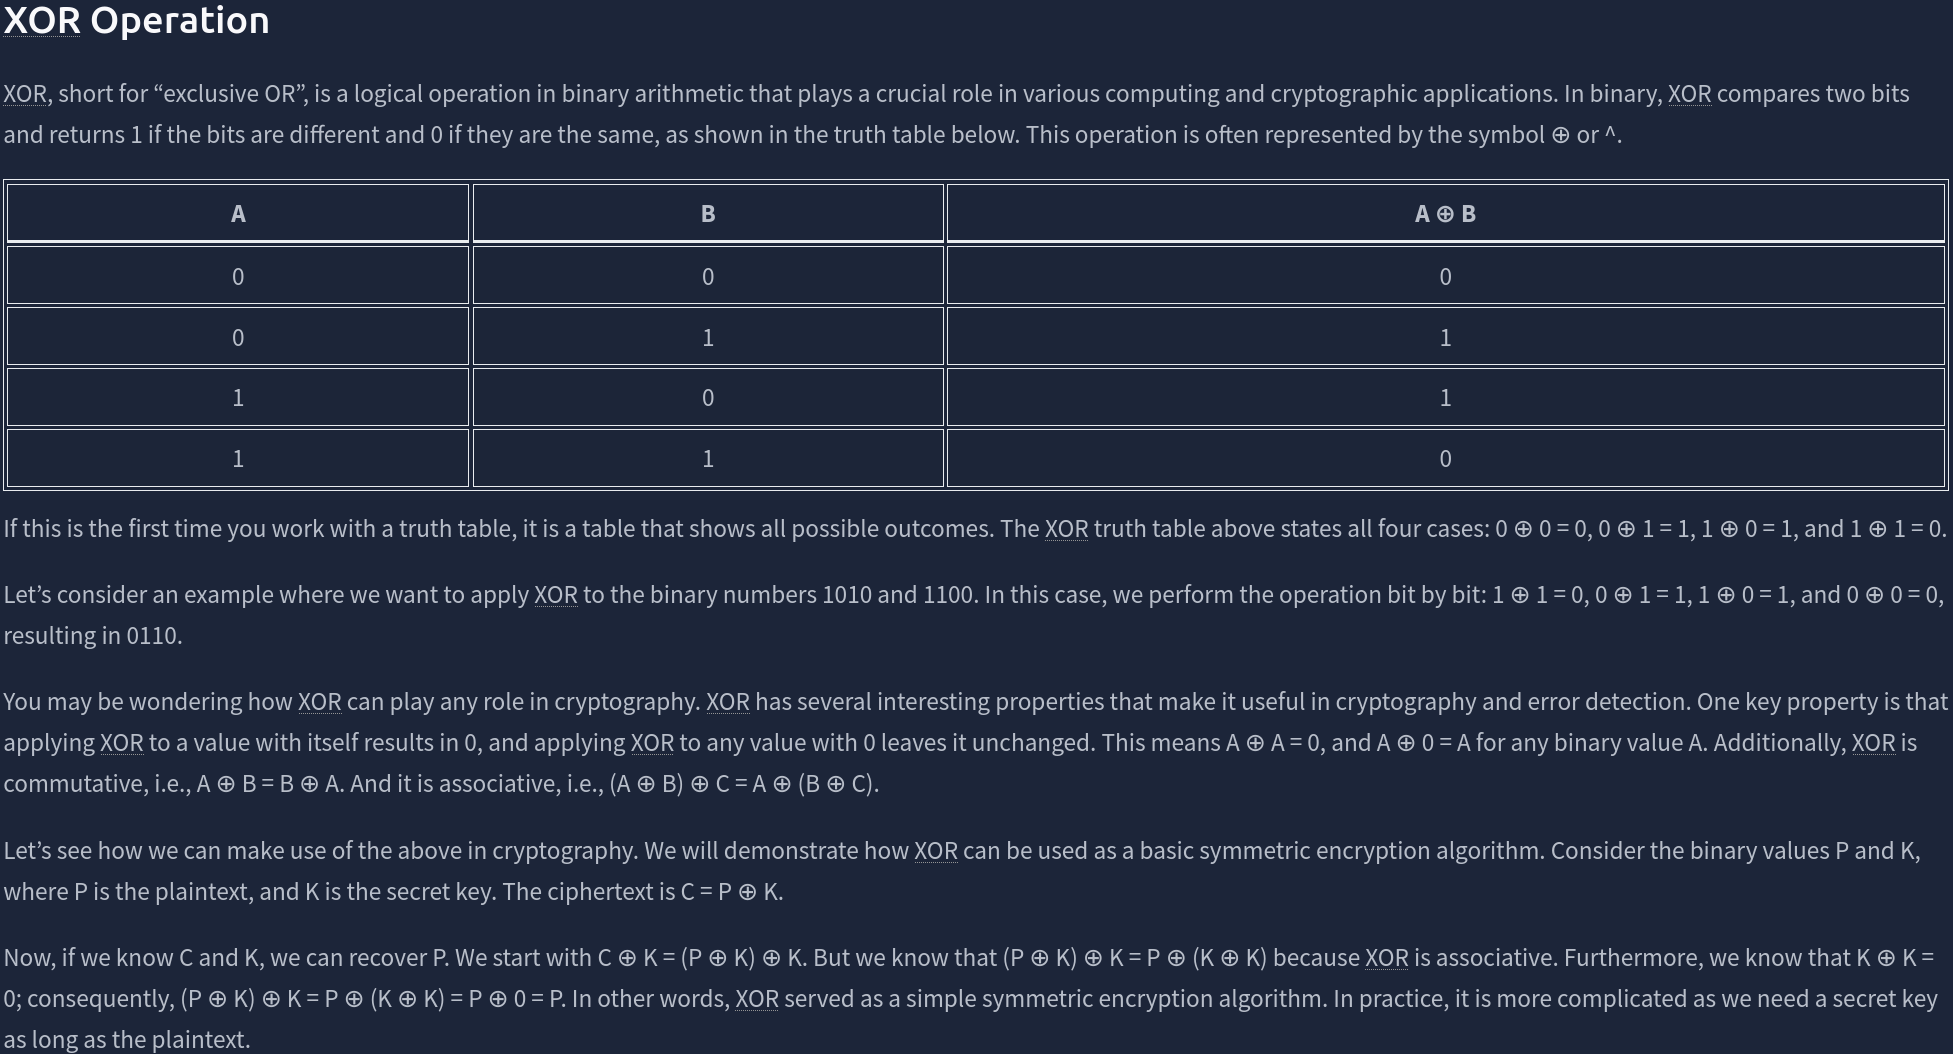 XOR Operation
XOR, short for “exclusive OR”, is a logical operation in binary arithmetic that plays a crucial role in various computing and cryptographic applications. In binary, XOR compares two bits
and returns 1 if the bits are different and 0 if they are the same, as shown in the truth table below. This operation is often represented by the symbol ⊕ or ^.
A B A ⊕ B
0 0 0
0 1 1
1 0 1
1 1 0
If this is the first time you work with a truth table, it is a table that shows all possible outcomes. The XOR truth table above states all four cases: 0 ⊕ 0 = 0, 0 ⊕ 1 = 1, 1 ⊕ 0 = 1, and 1 ⊕ 1 = 0.
Let’s consider an example where we want to apply XOR to the binary numbers 1010 and 1100. In this case, we perform the operation bit by bit: 1 ⊕ 1 = 0, 0 ⊕ 1 = 1, 1 ⊕ 0 = 1, and 0 ⊕ 0 = 0,
resulting in 0110.
You may be wondering how XOR can play any role in cryptography. XOR has several interesting properties that make it useful in cryptography and error detection. One key property is that
applying XOR to a value with itself results in 0, and applying XOR to any value with 0 leaves it unchanged. This means A ⊕ A = 0, and A ⊕ 0 = A for any binary value A. Additionally, XOR is
commutative, i.e., A ⊕ B = B ⊕ A. And it is associative, i.e., (A ⊕ B) ⊕ C = A ⊕ (B ⊕ C).
Let’s see how we can make use of the above in cryptography. We will demonstrate how XOR can be used as a basic symmetric encryption algorithm. Consider the binary values P and K,
where P is the plaintext, and K is the secret key. The ciphertext is C = P ⊕ K.
Now, if we know C and K, we can recover P. We start with C ⊕ K = (P ⊕ K) ⊕ K. But we know that (P ⊕ K) ⊕ K = P ⊕ (K ⊕ K) because XOR is associative. Furthermore, we know that K ⊕ K =
0; consequently, (P ⊕ K) ⊕ K = P ⊕ (K ⊕ K) = P ⊕ 0 = P. In other words, XOR served as a simple symmetric encryption algorithm. In practice, it is more complicated as we need a secret key
as long as the plaintext.